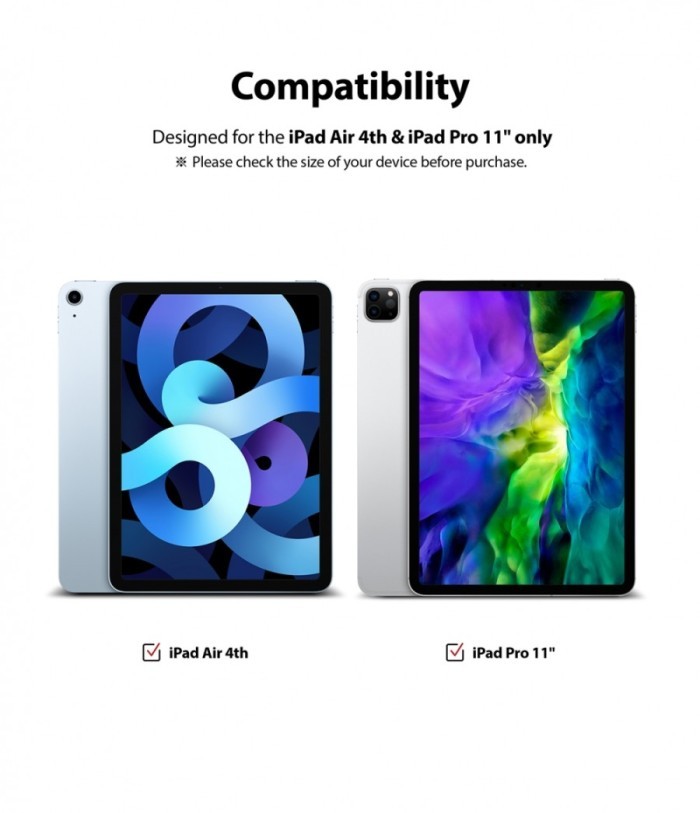 Compatibility
Designed for the iPad Air 4th & iPad Pro 11" only
※ Please check the size of your device before purchase.
iPad Air 4th
iPad Pro 11"